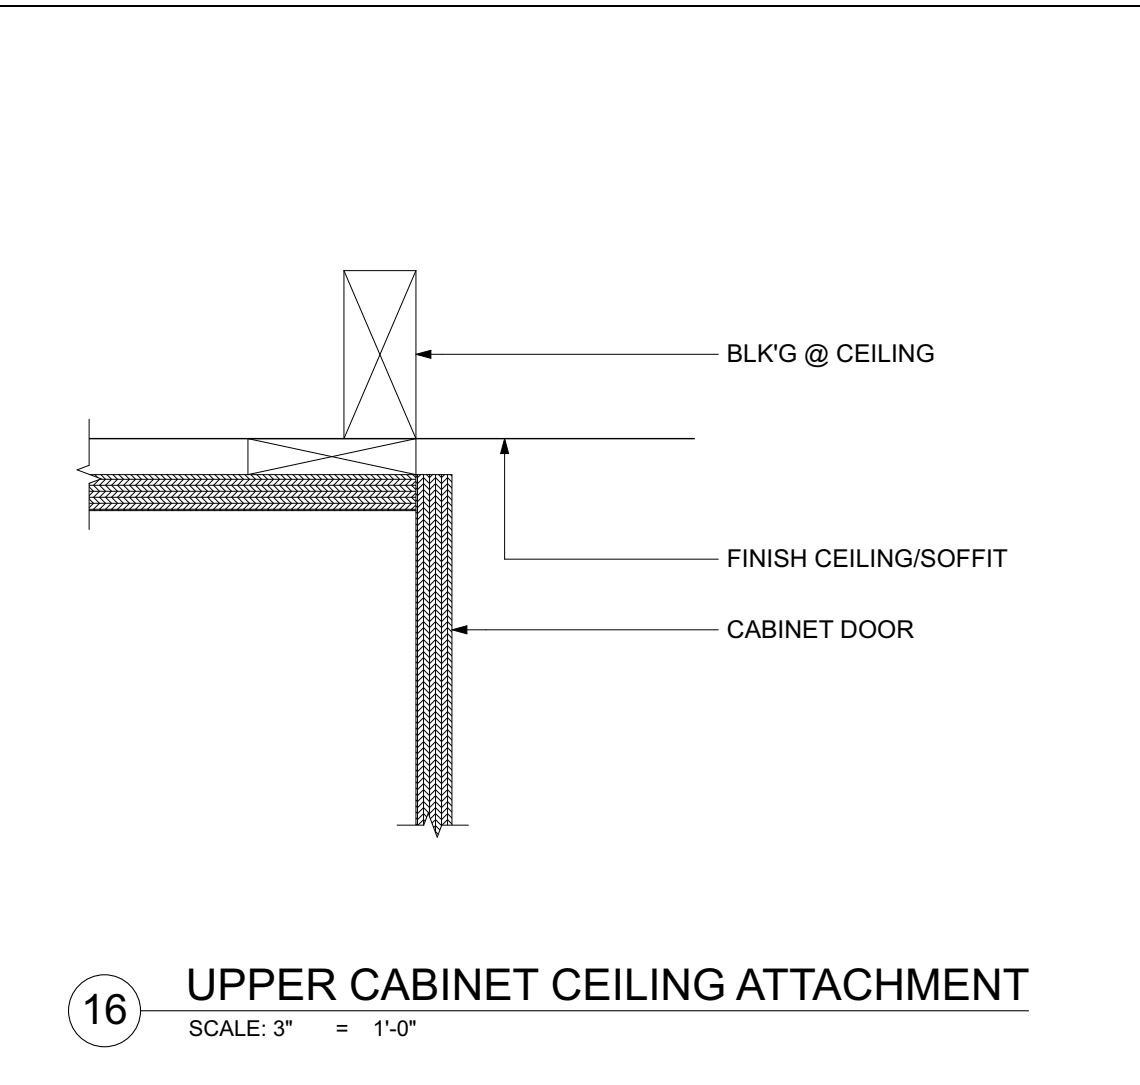 BLK'G @ CEILING
FINISH CEILING/SOFFIT
CABINET DOOR
16
UPPER CABINET CEILING ATTACHMENT
SCALE: 3" = 1'-0"